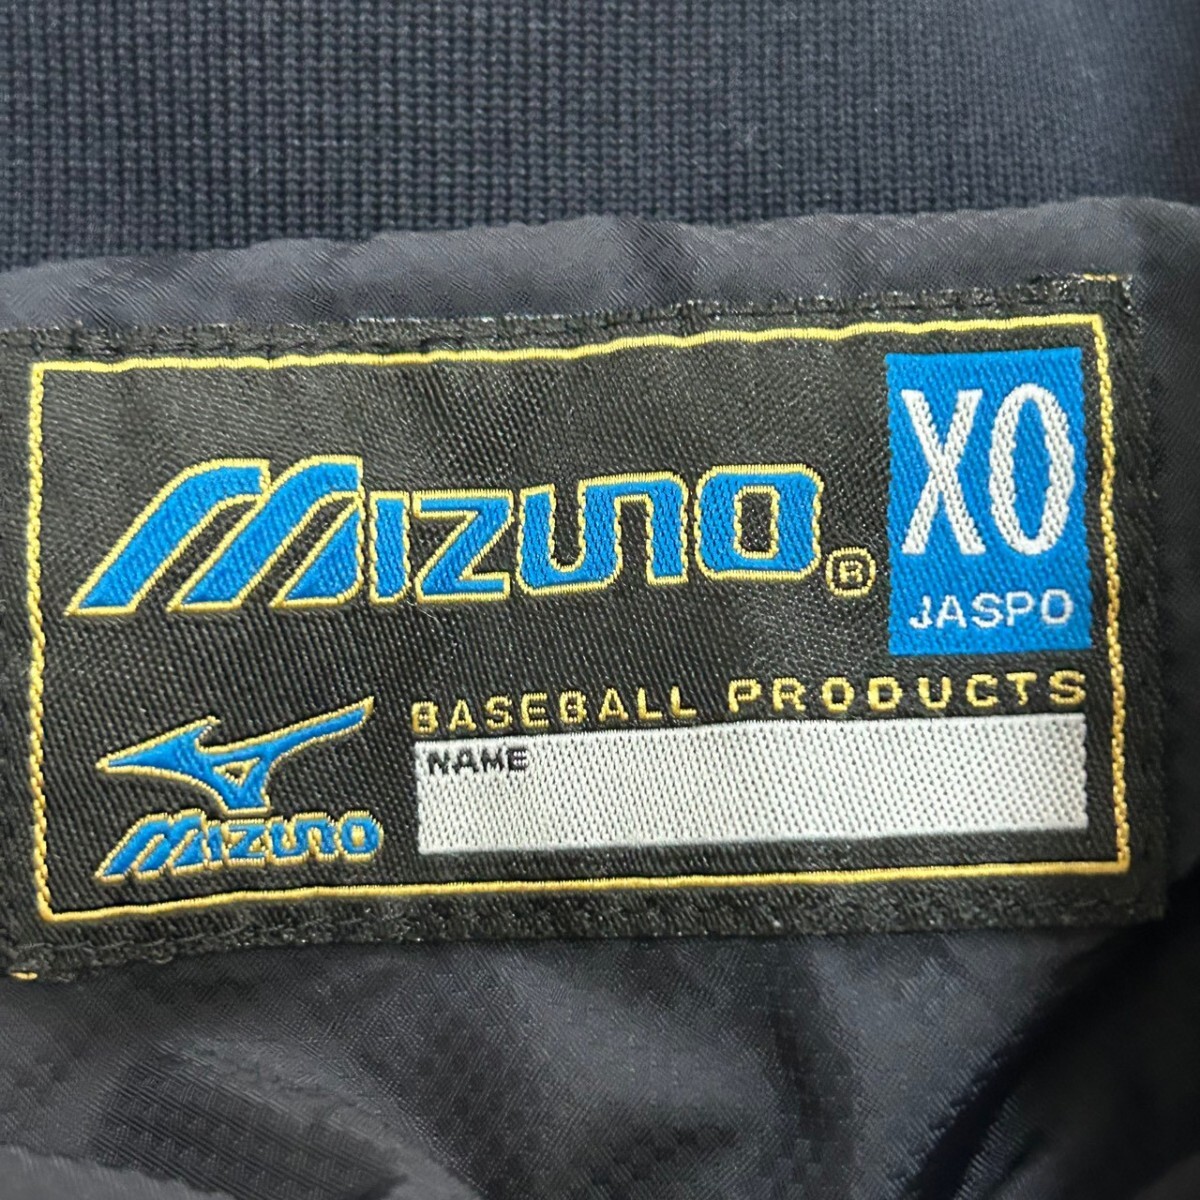 MIZUNO®
XO
JASPO
BASEBALL PRODUCTS
NAME
MIZUNO